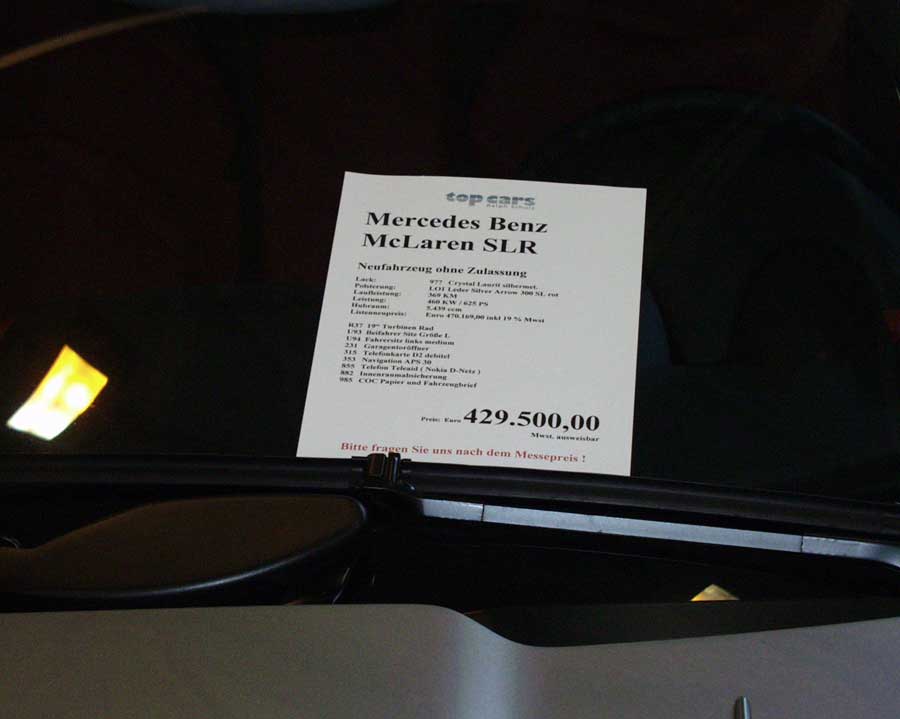 top cars
Ralph Schulz
Mercedes Benz
McLaren SLR
Neufahrzeug ohne Zulassung
Lack: 977 Crystal Laurit silbermet.
Polsterung: LO1 Leder Silver Arrow 300 SL rot
Laufleistung: 369 KM
Leistung: 460 KW / 625 PS
Hubraum: 5.439 ccm
Listenneupreis: Euro 470.169,00 inkl 19 % Mwst
R37 19" Turbinen Rad
U93 Beifahrer Sitz Größe L
U94 Fahrersitz links medium
231 Garagentoröffner
315 Telefonkarte D2 debitel
353 Navigation APS 30
855 Telefon Teleaid ( Nokia D-Netz )
882 Innenraumabsicherung
985 COC Papier und Fahrzeugbrief
Preis: Euro 429.500,00
Mwst. ausweisbar
Bitte fragen Sie uns nach dem Messepreis !